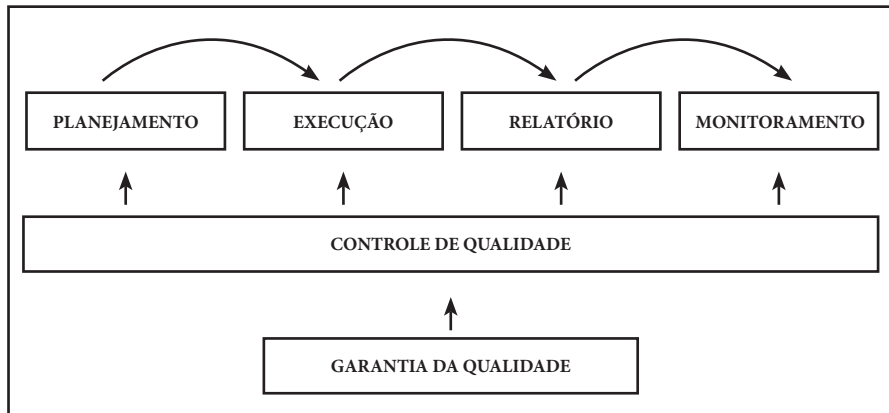 PLANEJAMENTO
EXECUÇÃO
RELATÓRIO
MONITORAMENTO
CONTROLE DE QUALIDADE
GARANTIA DA QUALIDADE